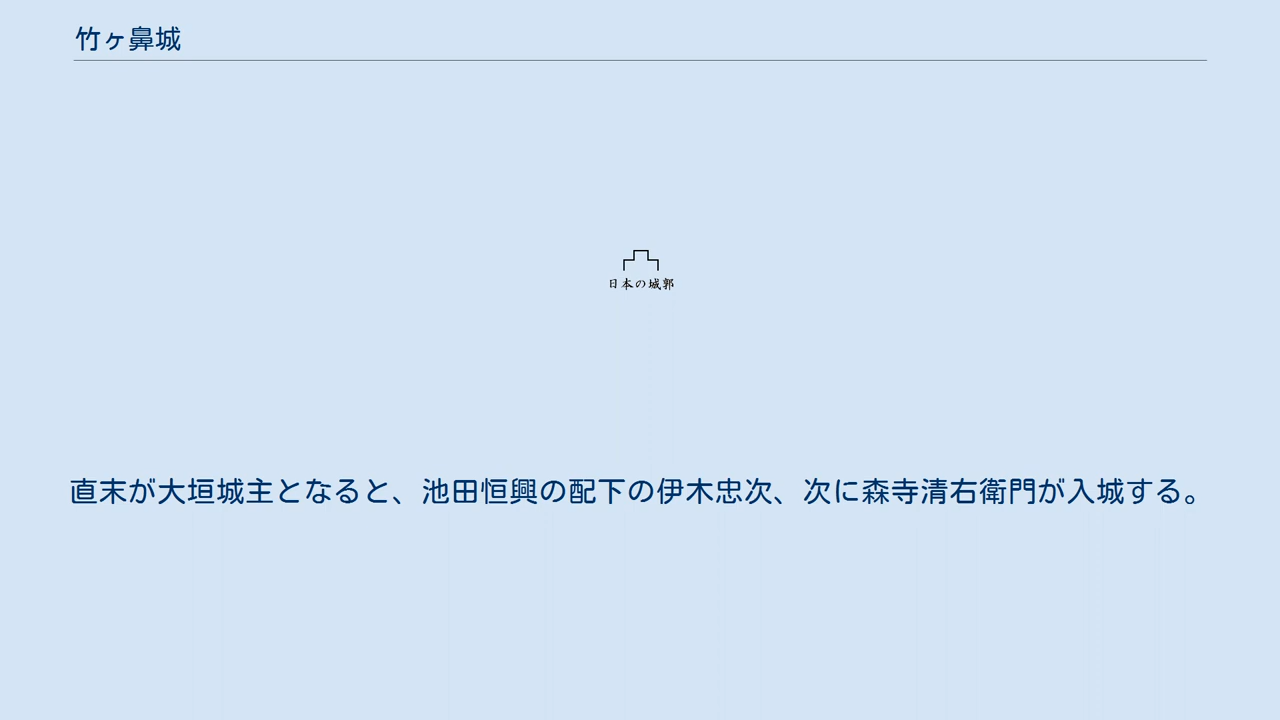 竹ヶ鼻城
日本の城郭
直末が大垣城主となると、池田恒興の配下の伊木忠次、次に森寺清右衛門が入城する。